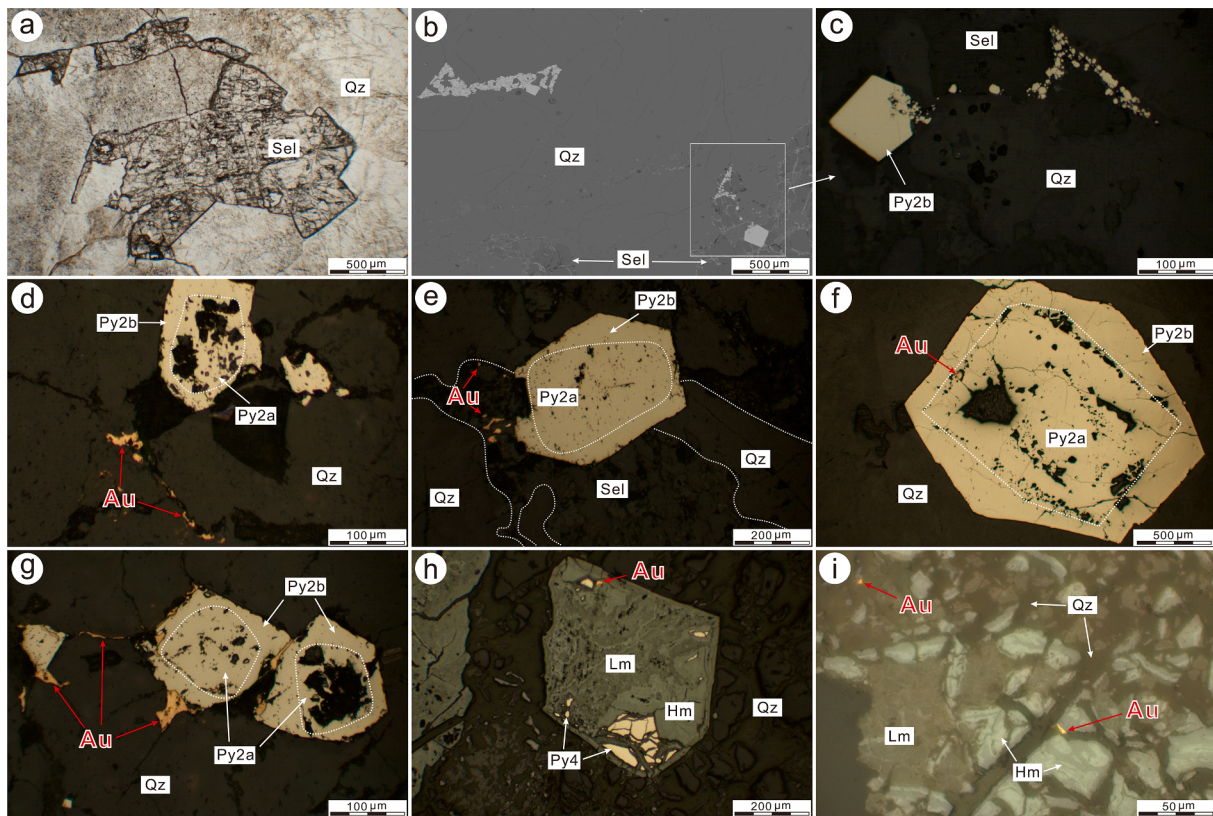 a
Qz
Sel
500 μm
b
Qz
Sel
500 μm
c
Sel
Py2b
Qz
100 μm
d
Py2b
Py2a
Au
Qz
100 μm
e
Py2b
Au
Py2a
Qz
Qz
Sel
200 μm
f
Py2b
Au
Py2a
Qz
500 μm
g
Py2b
Au
Py2a
Qz
100 μm
h
Au
Lm
Hm
Qz
Py4
200 μm
i
Au
Qz
Au
Lm
Hm
50 μm